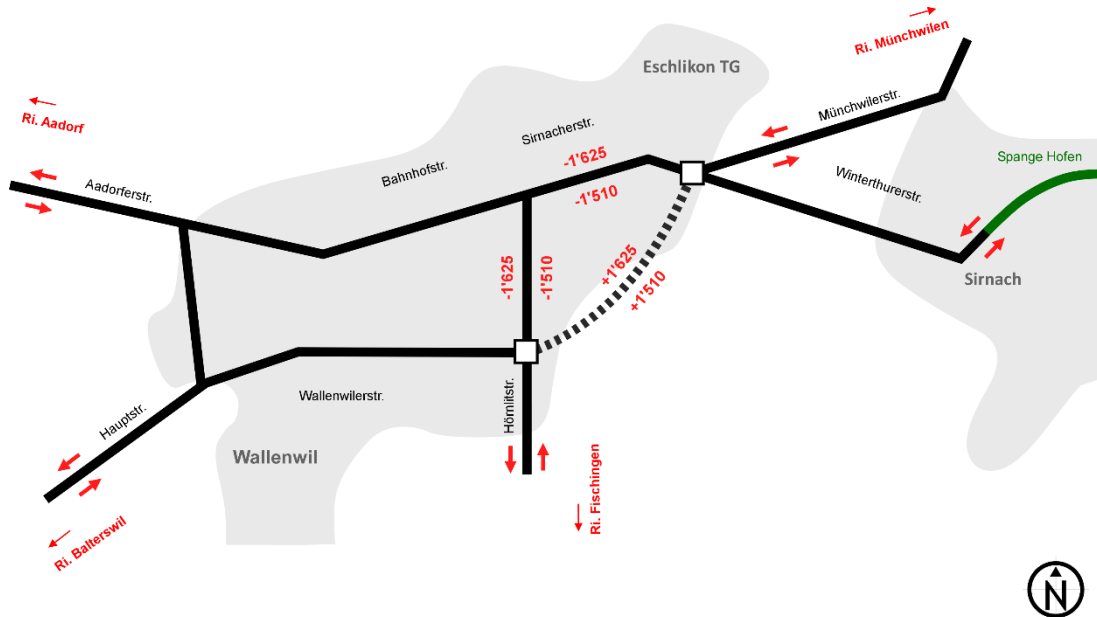 Ri. Münchwilen
Eschlikon TG
Ri. Aadorf
Münchwilerstr.
Sirnacherstr.
-1'625
Bahnhofstr.
Spange Hofen
Aadorferstr.
-1'510
Winterthurerstr.
-1'625
-1'510
+1'625
+1'510
Sirnach
Hauptstr.
Wallenwilerstr.
Hörnlitstr.
Wallenwil
Ri. Fischingen
Ri. Balterswil
N